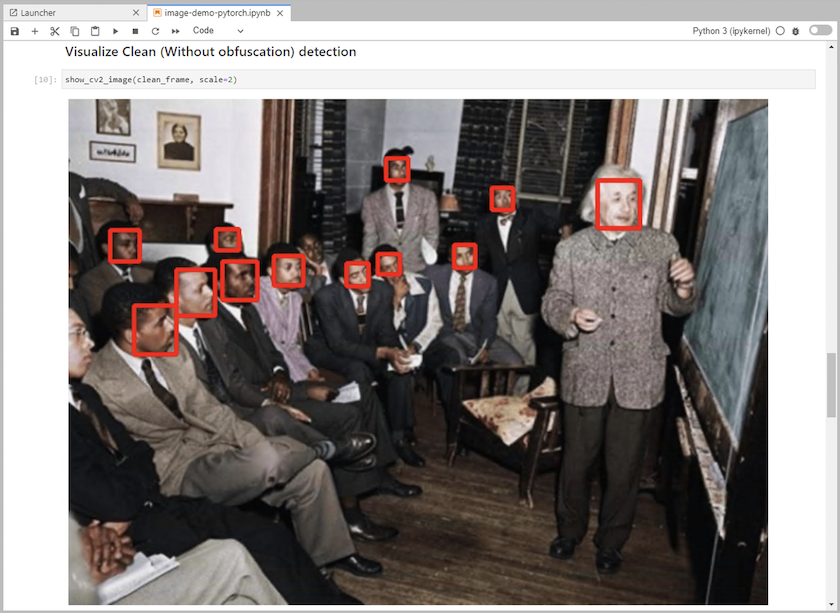 Launcher
image-demo-pytorch.ipynb
Code
Python 3 (ipykernel)
Visualize Clean (Without obfuscation) detection
[10]:
show_cv2_image(clean_frame, scale=2)